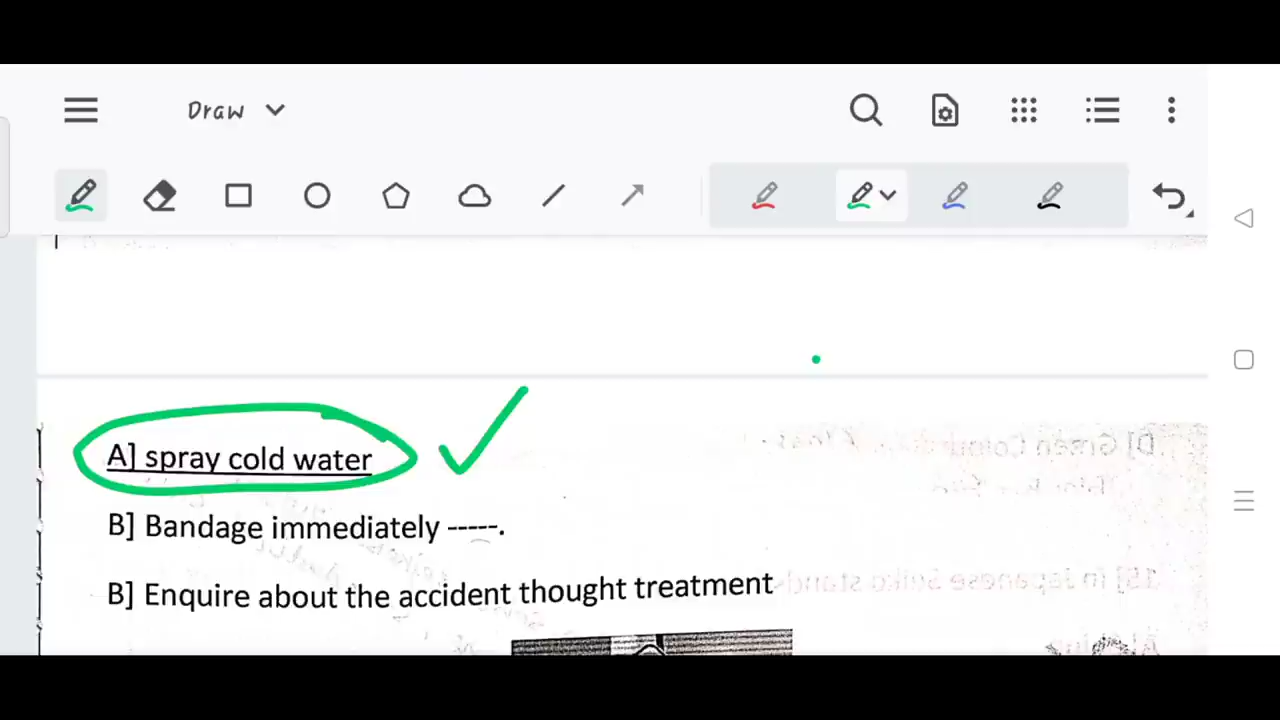 Draw
A] spray cold water
B] Bandage immediately -----.
B] Enquire about the accident thought treatment